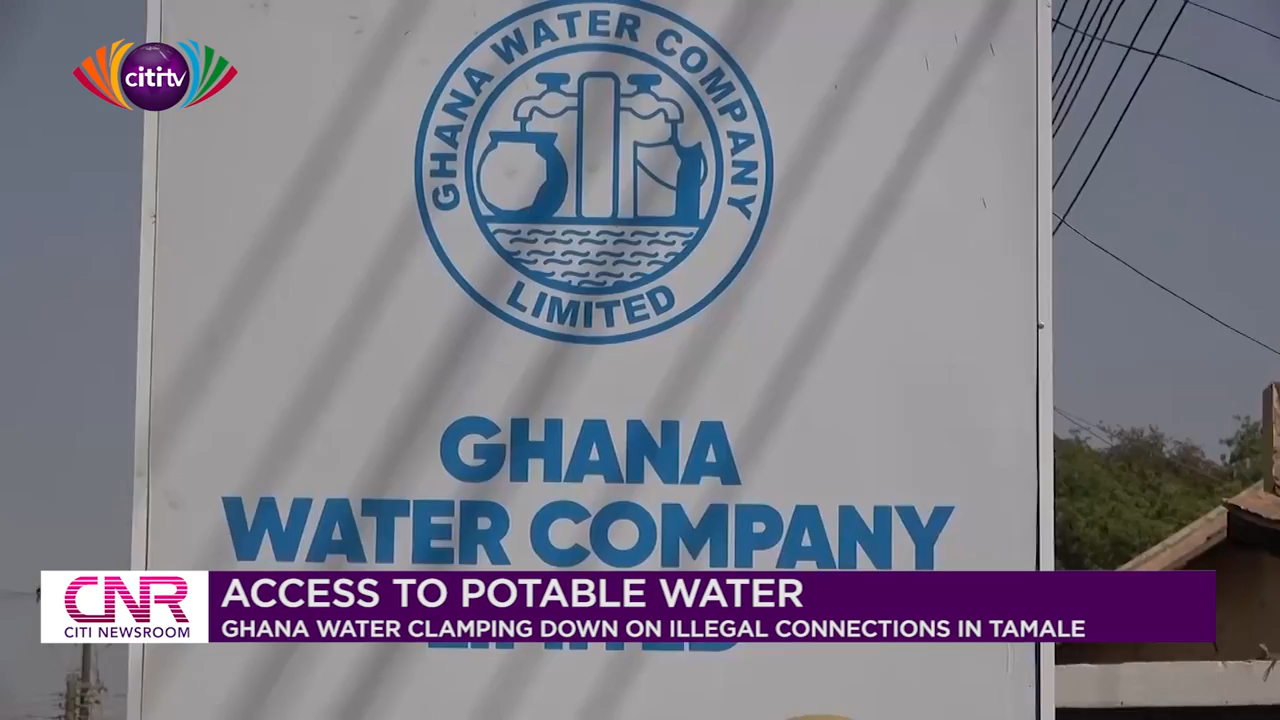 citi tv
GHANA WATER COMPANY
LIMITED
GHANA
WATER COMPANY
LIMITED
CNR
CITI NEWSROOM
ACCESS TO POTABLE WATER
GHANA WATER CLAMPING DOWN ON ILLEGAL CONNECTIONS IN TAMALE